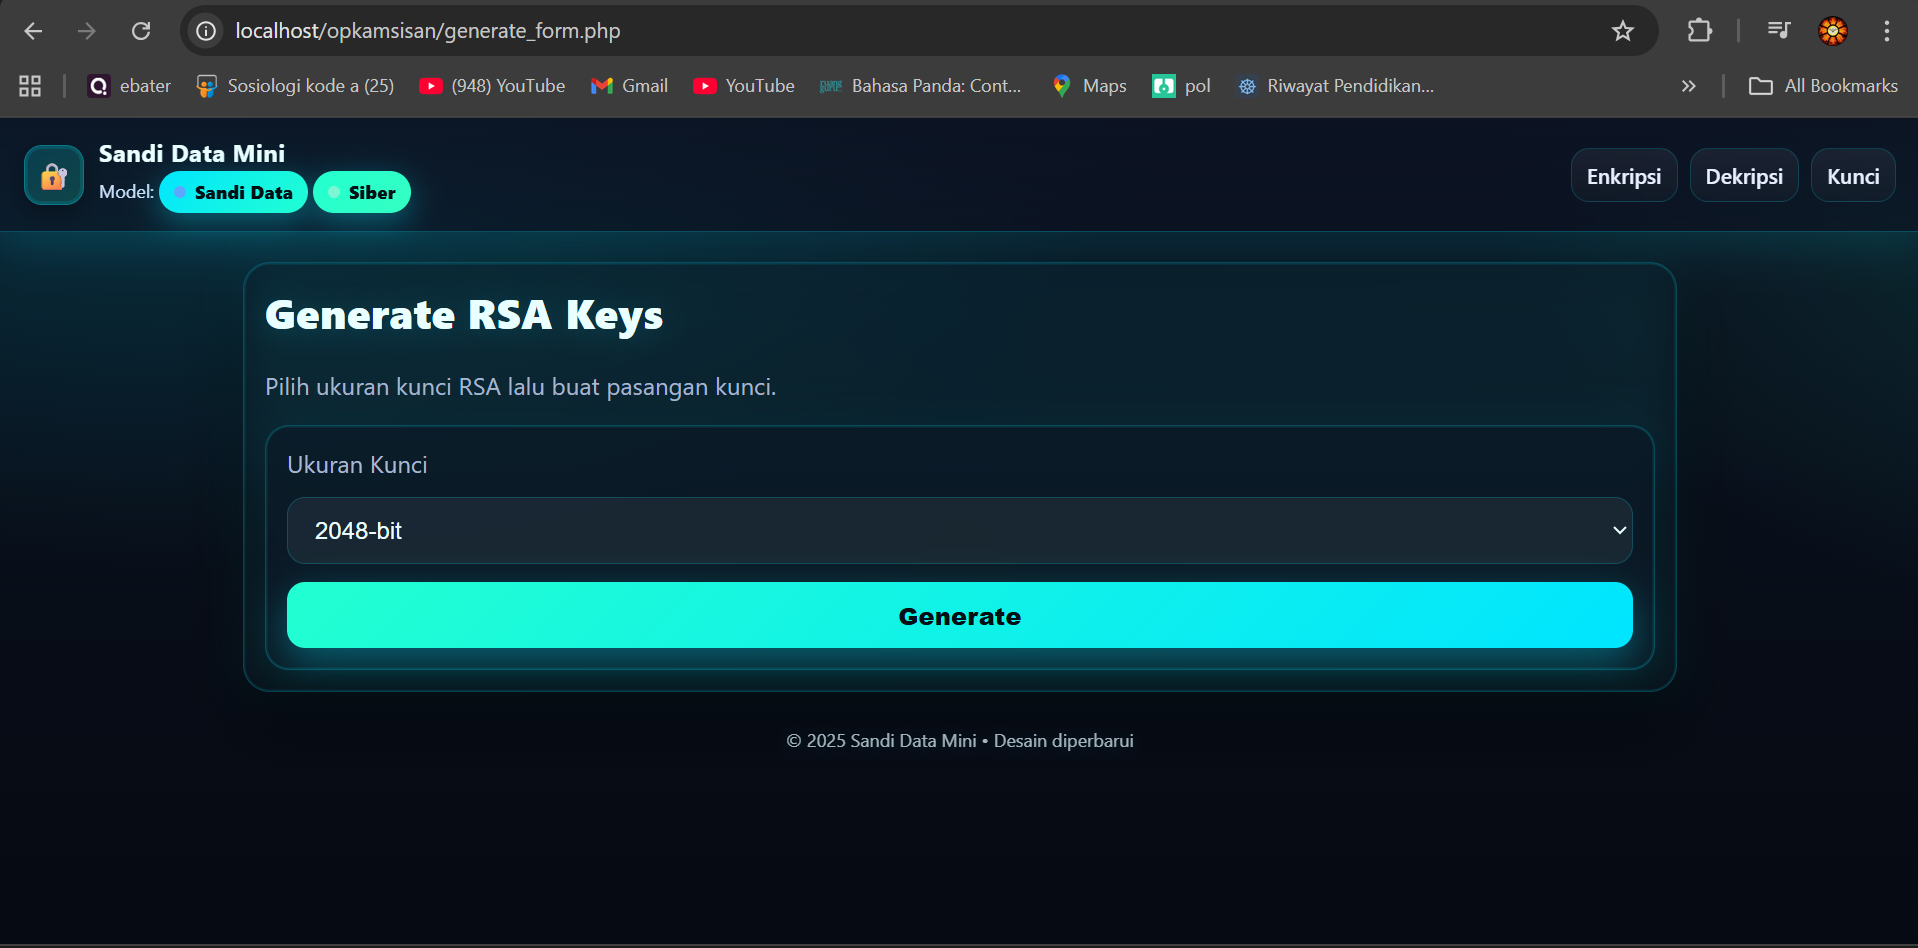 localhost/opkamsisan/generate_form.php
ebater Sosiologi kode a (25) (948) YouTube Gmail YouTube Bahasa Panda: Cont... Maps pol Riwayat Pendidikan... All Bookmarks
Sandi Data Mini
Model: Sandi Data Siber
Enkripsi Dekripsi Kunci
Generate RSA Keys
Pilih ukuran kunci RSA lalu buat pasangan kunci.
Ukuran Kunci
2048-bit
Generate
© 2025 Sandi Data Mini • Desain diperbarui